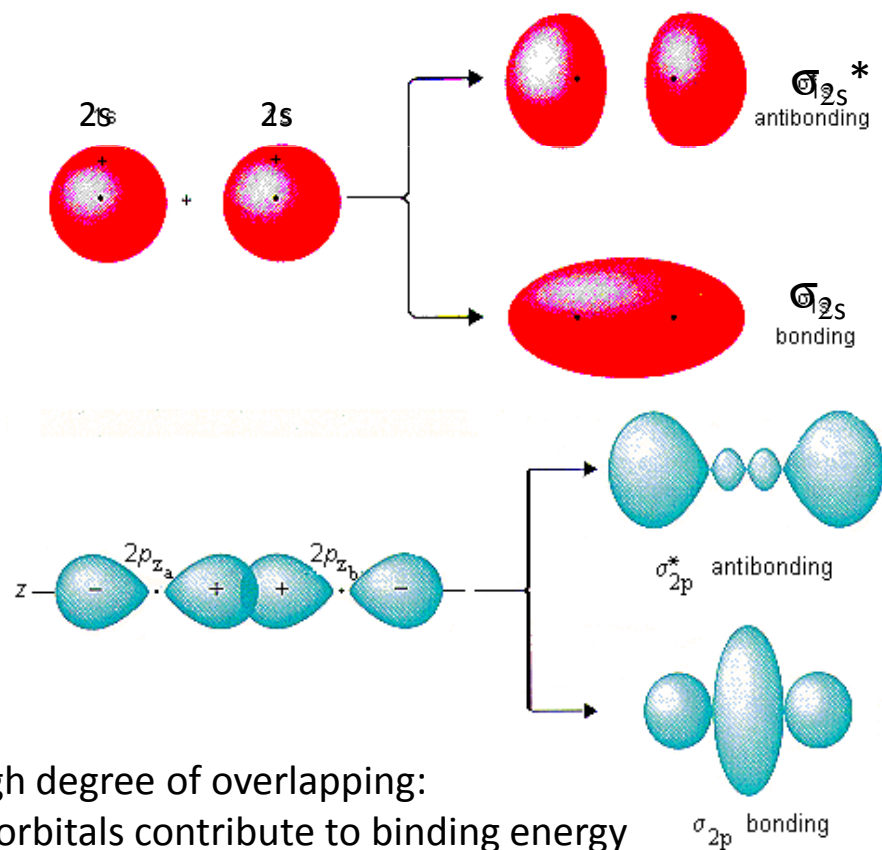 σ2s*
antibonding
2s 2s
+ +
+
σ2s
bonding
2pza 2pzb
z − + + −
σ*2p antibonding
gh degree of overlapping:
orbitals contribute to binding energy
σ2p bonding